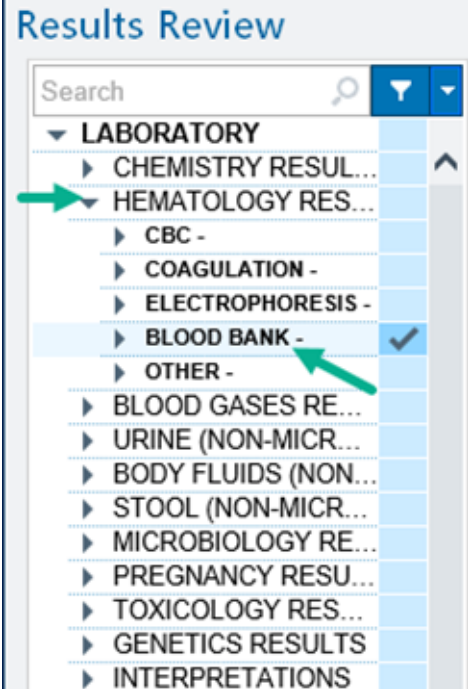 Results Review
Search
LABORATORY
CHEMISTRY RESUL...
HEMATOLOGY RES...
CBC -
COAGULATION -
ELECTROPHORESIS -
BLOOD BANK -
OTHER -
BLOOD GASES RE...
URINE (NON-MICR...
BODY FLUIDS (NON...
STOOL (NON-MICR...
MICROBIOLOGY RE...
PREGNANCY RESU...
TOXICOLOGY RES...
GENETICS RESULTS
INTERPRETATIONS